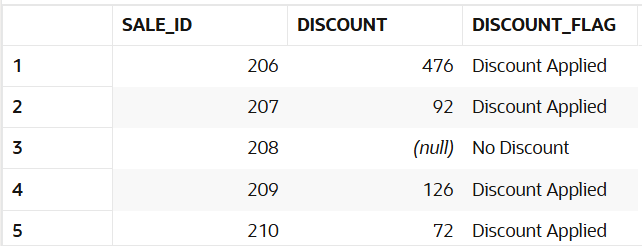 SALE_ID DISCOUNT DISCOUNT_FLAG
1 206 476 Discount Applied
2 207 92 Discount Applied
3 208 (null) No Discount
4 209 126 Discount Applied
5 210 72 Discount Applied